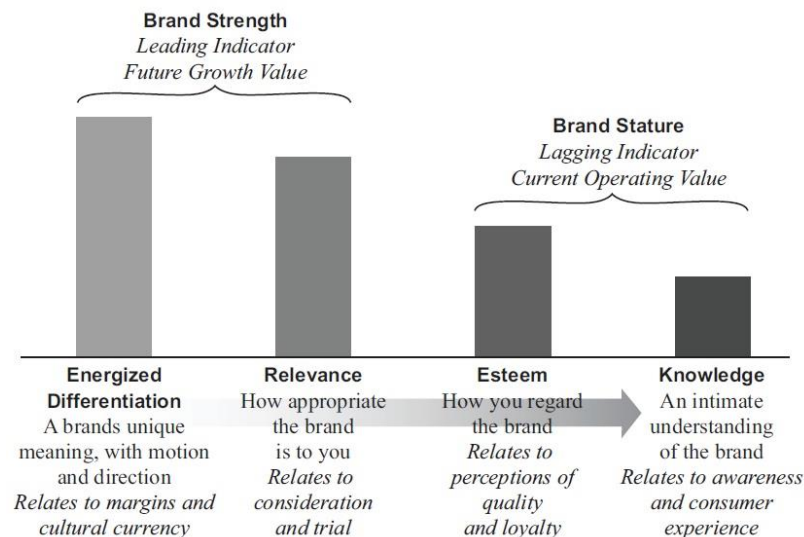 Brand Strength
Leading Indicator
Future Growth Value
Brand Stature
Lagging Indicator
Current Operating Value
Energized
Differentiation
A brands unique
meaning, with motion
and direction
Relates to margins and
cultural currency
Relevance
How appropriate
the brand
is to you
Relates to
consideration
and trial
Esteem
How you regard
the brand
Relates to
perceptions of
quality
and loyalty
Knowledge
An intimate
understanding
of the brand
Relates to awareness
and consumer
experience